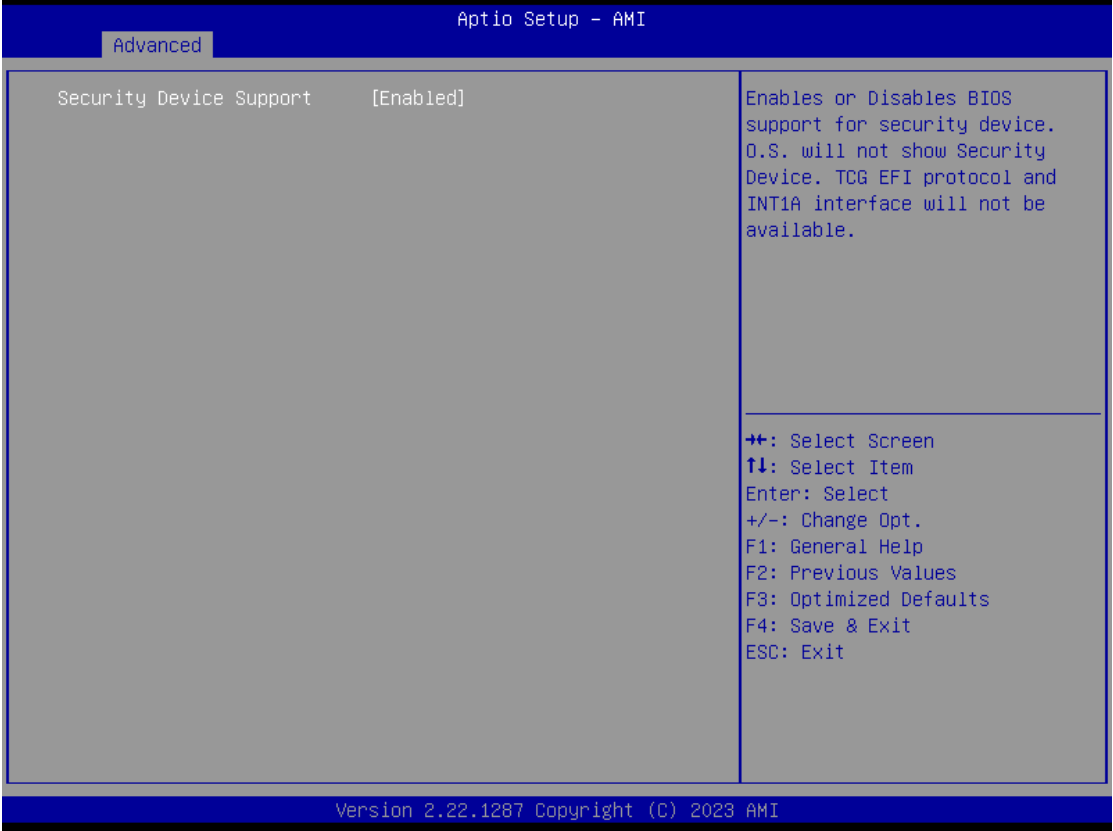 Aptio Setup – AMI
Advanced
Security Device Support [Enabled]
Enables or Disables BIOS
support for security device.
O.S. will not show Security
Device. TCG EFI protocol and
INT1A interface will not be
available.
→←: Select Screen
↑↓: Select Item
Enter: Select
+/-: Change Opt.
F1: General Help
F2: Previous Values
F3: Optimized Defaults
F4: Save & Exit
ESC: Exit
Version 2.22.1287 Copyright (C) 2023 AMI